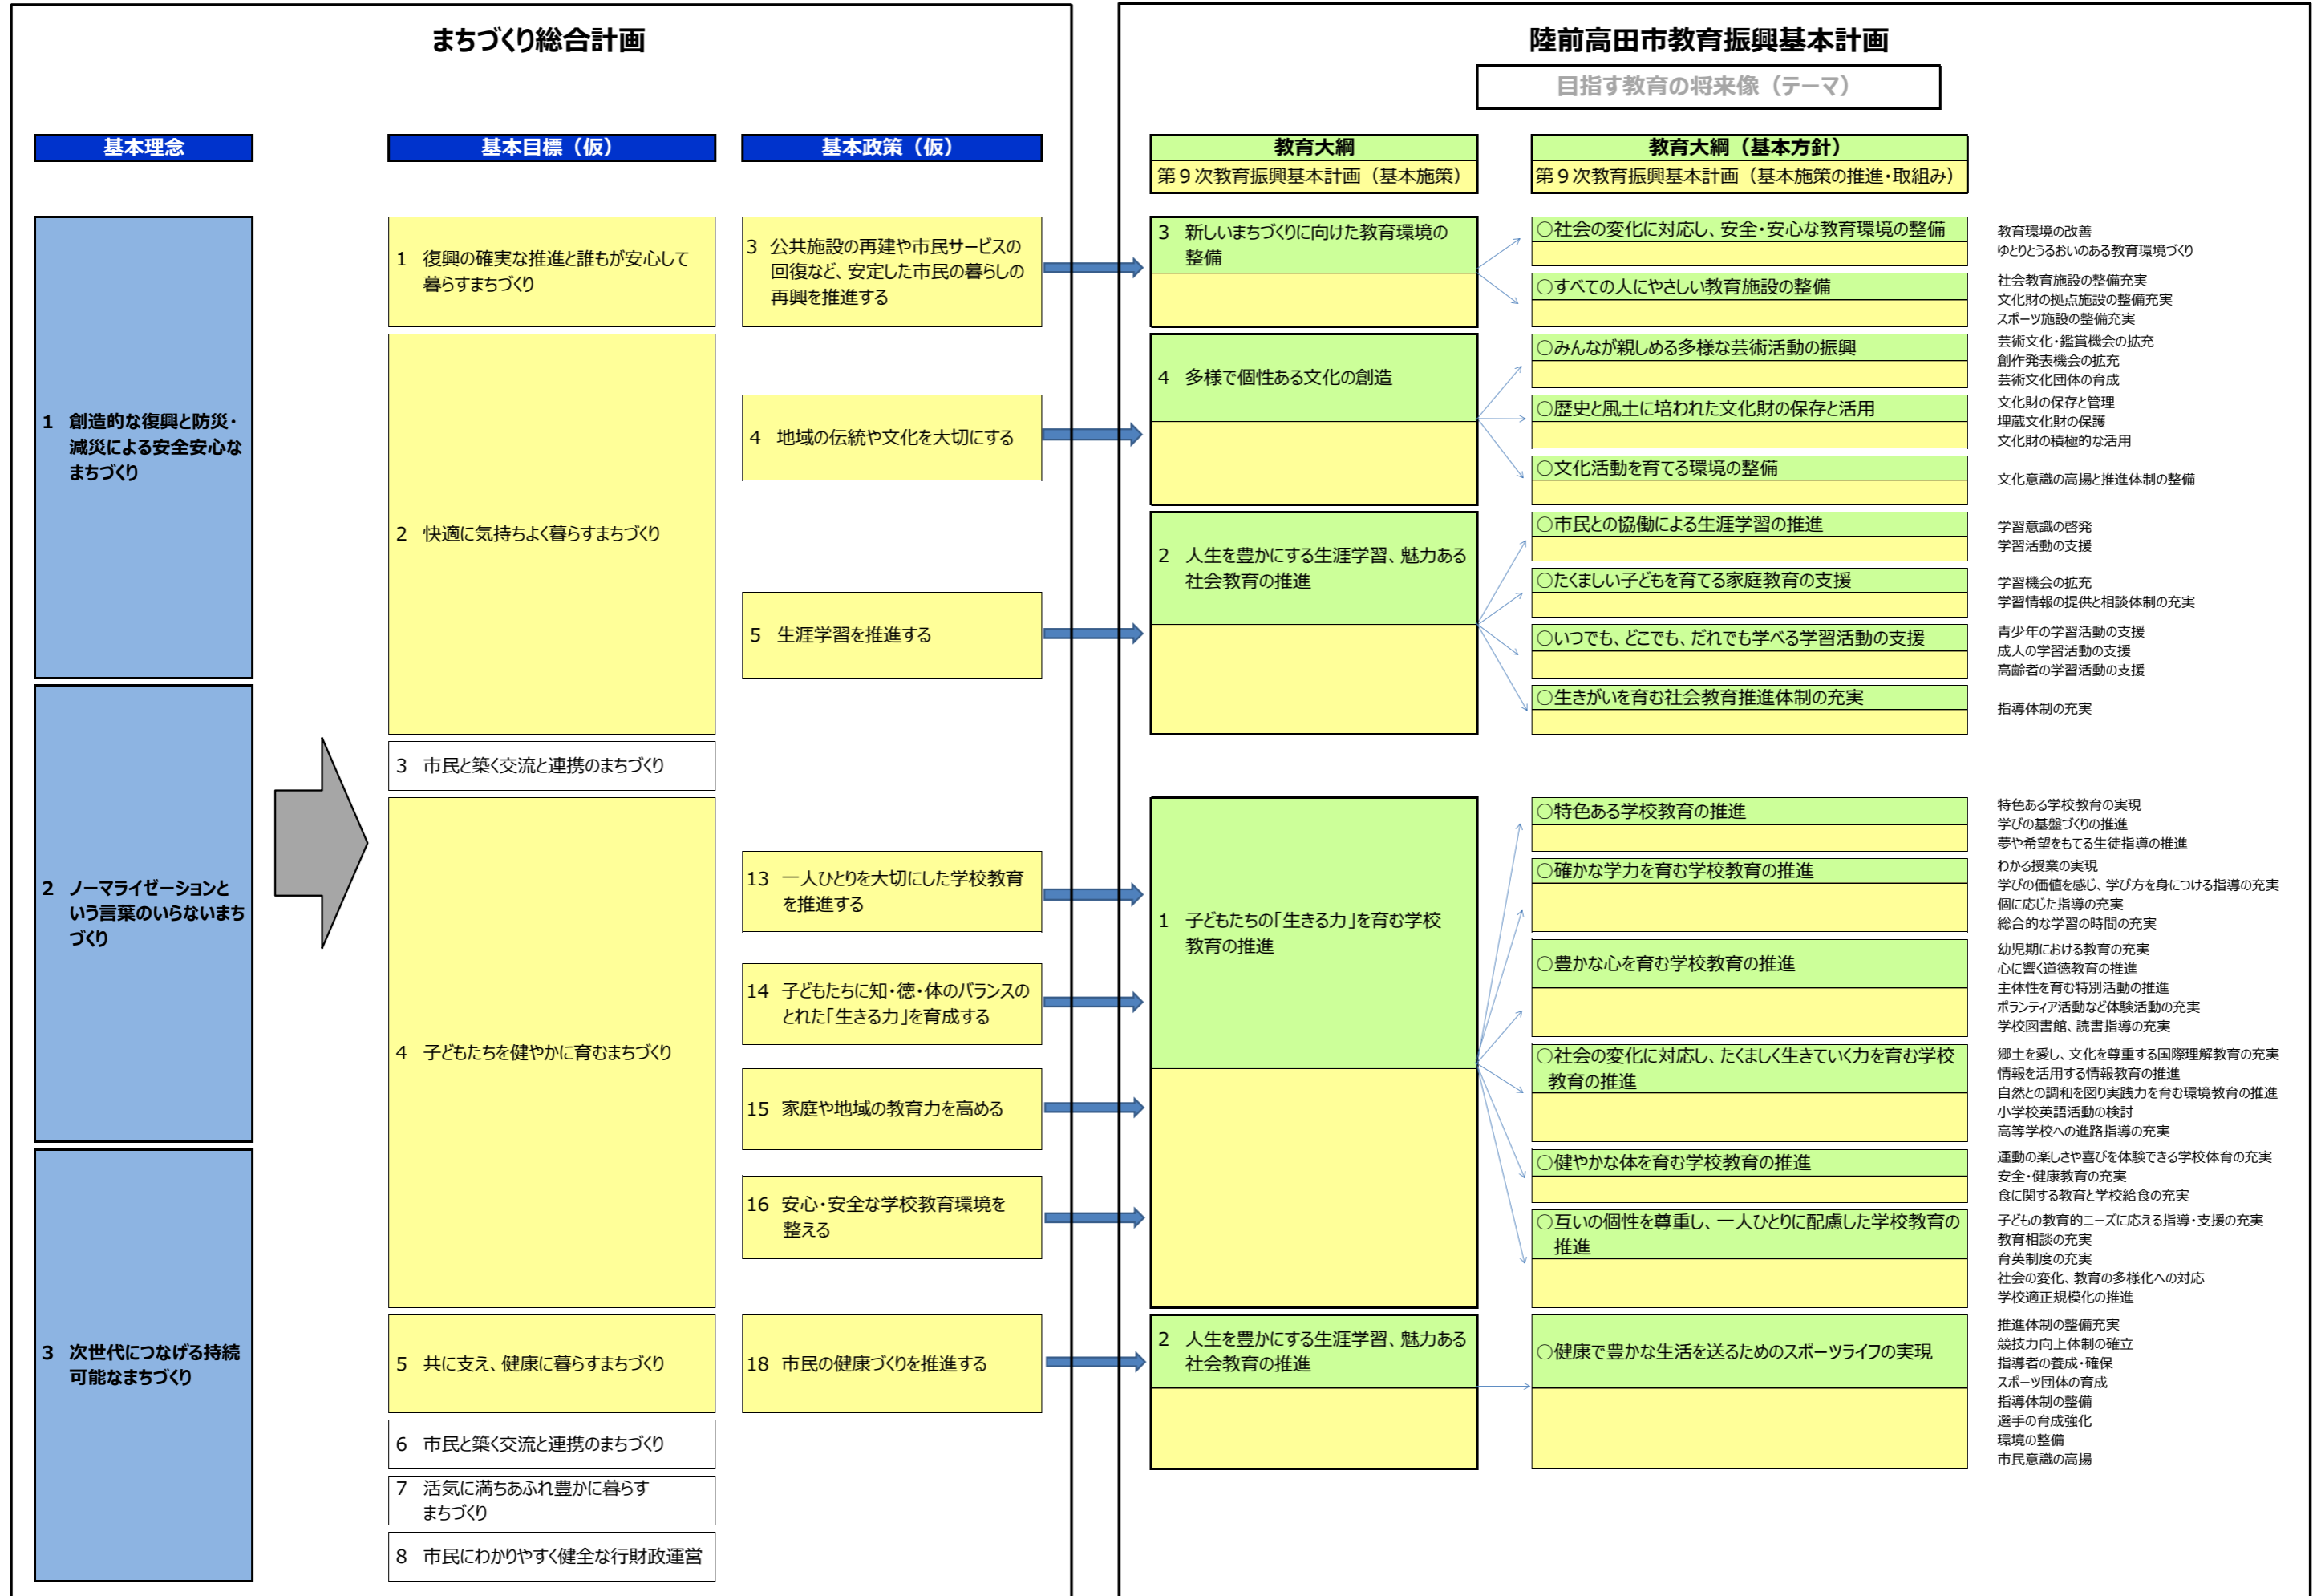 まちづくり総合計画
基本理念
基本目標（仮）
基本政策（仮）
1 創造的な復興と防災・
減災による安全安心な
まちづくり
2 ノーマライゼーションと
いう言葉のいらないまち
づくり
3 次世代につなげる持続
可能なまちづくり
1 復興の確実な推進と誰もが安心して
暮らすまちづくり
2 快適に気持ちよく暮らすまちづくり
3 市民と築く交流と連携のまちづくり
4 子どもたちを健やかに育むまちづくり
5 共に支え、健康に暮らすまちづくり
6 市民と築く交流と連携のまちづくり
7 活気に満ちあふれ豊かに暮らす
まちづくり
8 市民にわかりやすく健全な行財政運営
3 公共施設の再建や市民サービスの
回復など、安定した市民の暮らしの
再興を推進する
4 地域の伝統や文化を大切にする
5 生涯学習を推進する
13 一人ひとりを大切にした学校教育
を推進する
14 子どもたちに知・徳・体のバランスの
とれた「生きる力」を育成する
15 家庭や地域の教育力を高める
16 安心・安全な学校教育環境を
整える
18 市民の健康づくりを推進する
陸前高田市教育振興基本計画
目指す教育の将来像（テーマ）
教育大綱
第９次教育振興基本計画（基本施策）
教育大綱（基本方針）
第９次教育振興基本計画（基本施策の推進・取組み）
3 新しいまちづくりに向けた教育環境の
整備
○社会の変化に対応し、安全・安心な教育環境の整備
教育環境の改善
ゆとりとうるおいのある教育環境づくり
○すべての人にやさしい教育施設の整備
社会教育施設の整備充実
文化財の拠点施設の整備充実
スポーツ施設の整備充実
4 多様で個性ある文化の創造
○みんなが親しめる多様な芸術活動の振興
芸術文化・鑑賞機会の拡充
創作発表機会の拡充
芸術文化団体の育成
○歴史と風土に培われた文化財の保存と活用
文化財の保存と管理
埋蔵文化財の保護
文化財の積極的な活用
○文化活動を育てる環境の整備
文化意識の高揚と推進体制の整備
2 人生を豊かにする生涯学習、魅力ある
社会教育の推進
○市民との協働による生涯学習の推進
学習意識の啓発
学習活動の支援
○たくましい子どもを育てる家庭教育の支援
学習機会の拡充
学習情報の提供と相談体制の充実
○いつでも、どこでも、だれでも学べる学習活動の支援
青少年の学習活動の支援
成人の学習活動の支援
高齢者の学習活動の支援
○生きがいを育む社会教育推進体制の充実
指導体制の充実
1 子どもたちの「生きる力」を育む学校
教育の推進
○特色ある学校教育の推進
特色ある学校教育の実現
学びの基盤づくりの推進
夢や希望をもてる生徒指導の推進
○確かな学力を育む学校教育の推進
わかる授業の実現
学びの価値を感じ、学び方を身につける指導の充実
個に応じた指導の充実
総合的な学習の時間の充実
○豊かな心を育む学校教育の推進
幼児期における教育の充実
心に響く道徳教育の推進
主体性を育む特別活動の推進
ボランティア活動など体験活動の充実
学校図書館、読書指導の充実
○社会の変化に対応し、たくましく生きていく力を育む学校
教育の推進
郷土を愛し、文化を尊重する国際理解教育の充実
情報を活用する情報教育の推進
自然との調和を図り実践力を育む環境教育の推進
小学校英語活動の検討
高等学校への進路指導の充実
○健やかな体を育む学校教育の推進
運動の楽しさや喜びを体験できる学校体育の充実
安全・健康教育の充実
食に関する教育と学校給食の充実
○互いの個性を尊重し、一人ひとりに配慮した学校教育の
推進
子どもの教育的ニーズに応える指導・支援の充実
教育相談の充実
育英制度の充実
社会の変化、教育の多様化への対応
学校適正規模化の推進
2 人生を豊かにする生涯学習、魅力ある
社会教育の推進
○健康で豊かな生活を送るためのスポーツライフの実現
推進体制の整備充実
競技力向上体制の確立
指導者の養成・確保
スポーツ団体の育成
指導体制の整備
選手の育成強化
環境の整備
市民意識の高揚